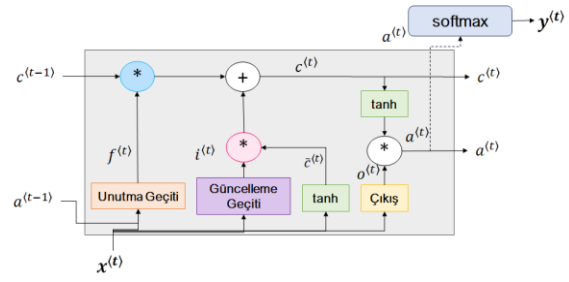 softmax
y⟨t⟩
a⟨t⟩
c⟨t−1⟩
*
+
c⟨t⟩
c⟨t⟩
tanh
f⟨t⟩
i⟨t⟩
*
c̃⟨t⟩
*
a⟨t⟩
a⟨t⟩
o⟨t⟩
a⟨t−1⟩
Unutma Geçiti
Güncelleme
Geçiti
tanh
Çıkış
x⟨t⟩